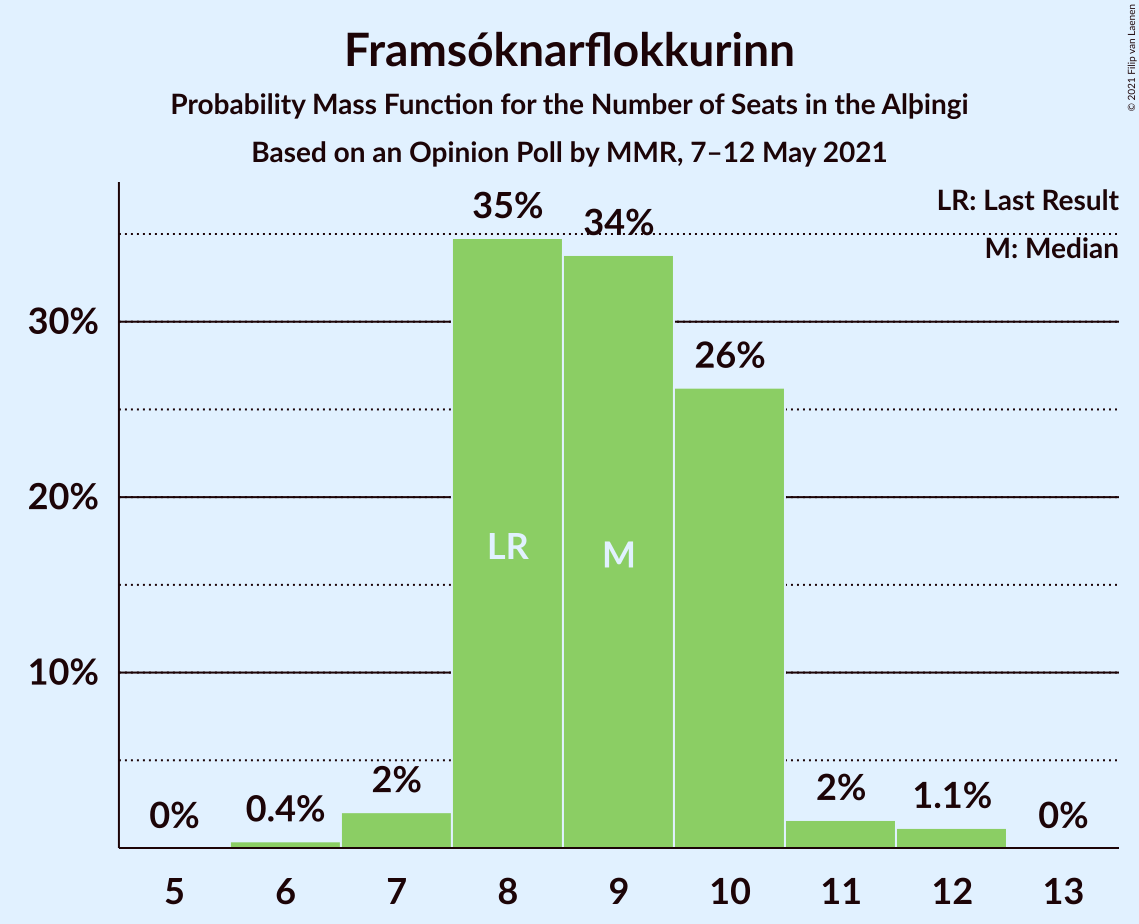 Framsóknarflokkurinn
Probability Mass Function for the Number of Seats in the Alþingi
Based on an Opinion Poll by MMR, 7–12 May 2021
© 2021 Filip van Laenen
LR: Last Result
M: Median
35%
34%
26%
30%
20%
10%
LR
M
0%
0.4%
2%
2%
1.1%
0%
5 6 7 8 9 10 11 12 13